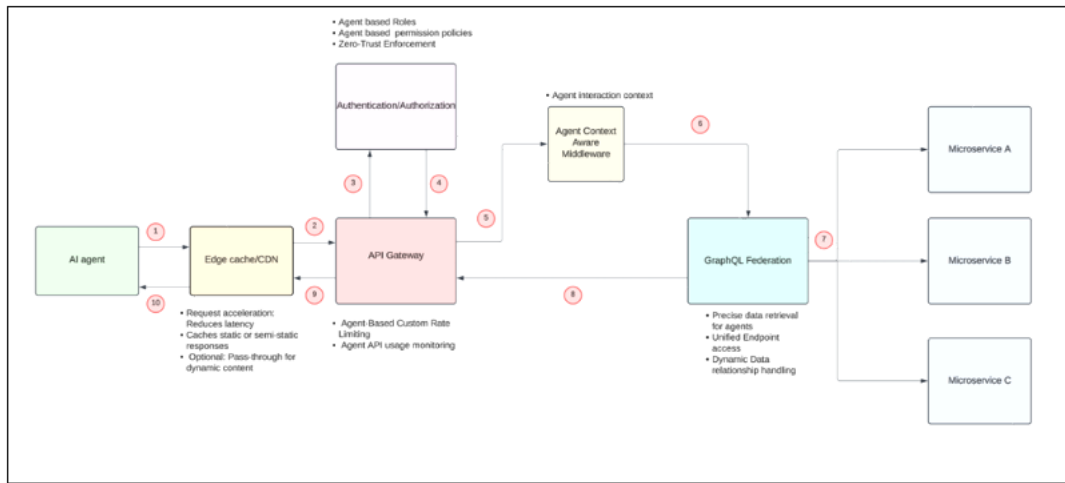 • Agent based Roles
• Agent based permission policies
• Zero-Trust Enforcement
Authentication/Authorization
• Agent interaction context
Agent Context
Aware
Middleware
6
Microservice A
3
4
5
1
2
AI agent
Edge cache/CDN
API Gateway
GraphQL Federation
7
Microservice B
10
9
8
• Request acceleration:
Reduces latency
• Caches static or semi-static
responses
• Optional: Pass-through for
dynamic content
• Agent-Based Custom Rate
Limiting
• Agent API usage monitoring
• Precise data retrieval
for agents
• Unified Endpoint
access
• Dynamic Data
relationship handling
Microservice C